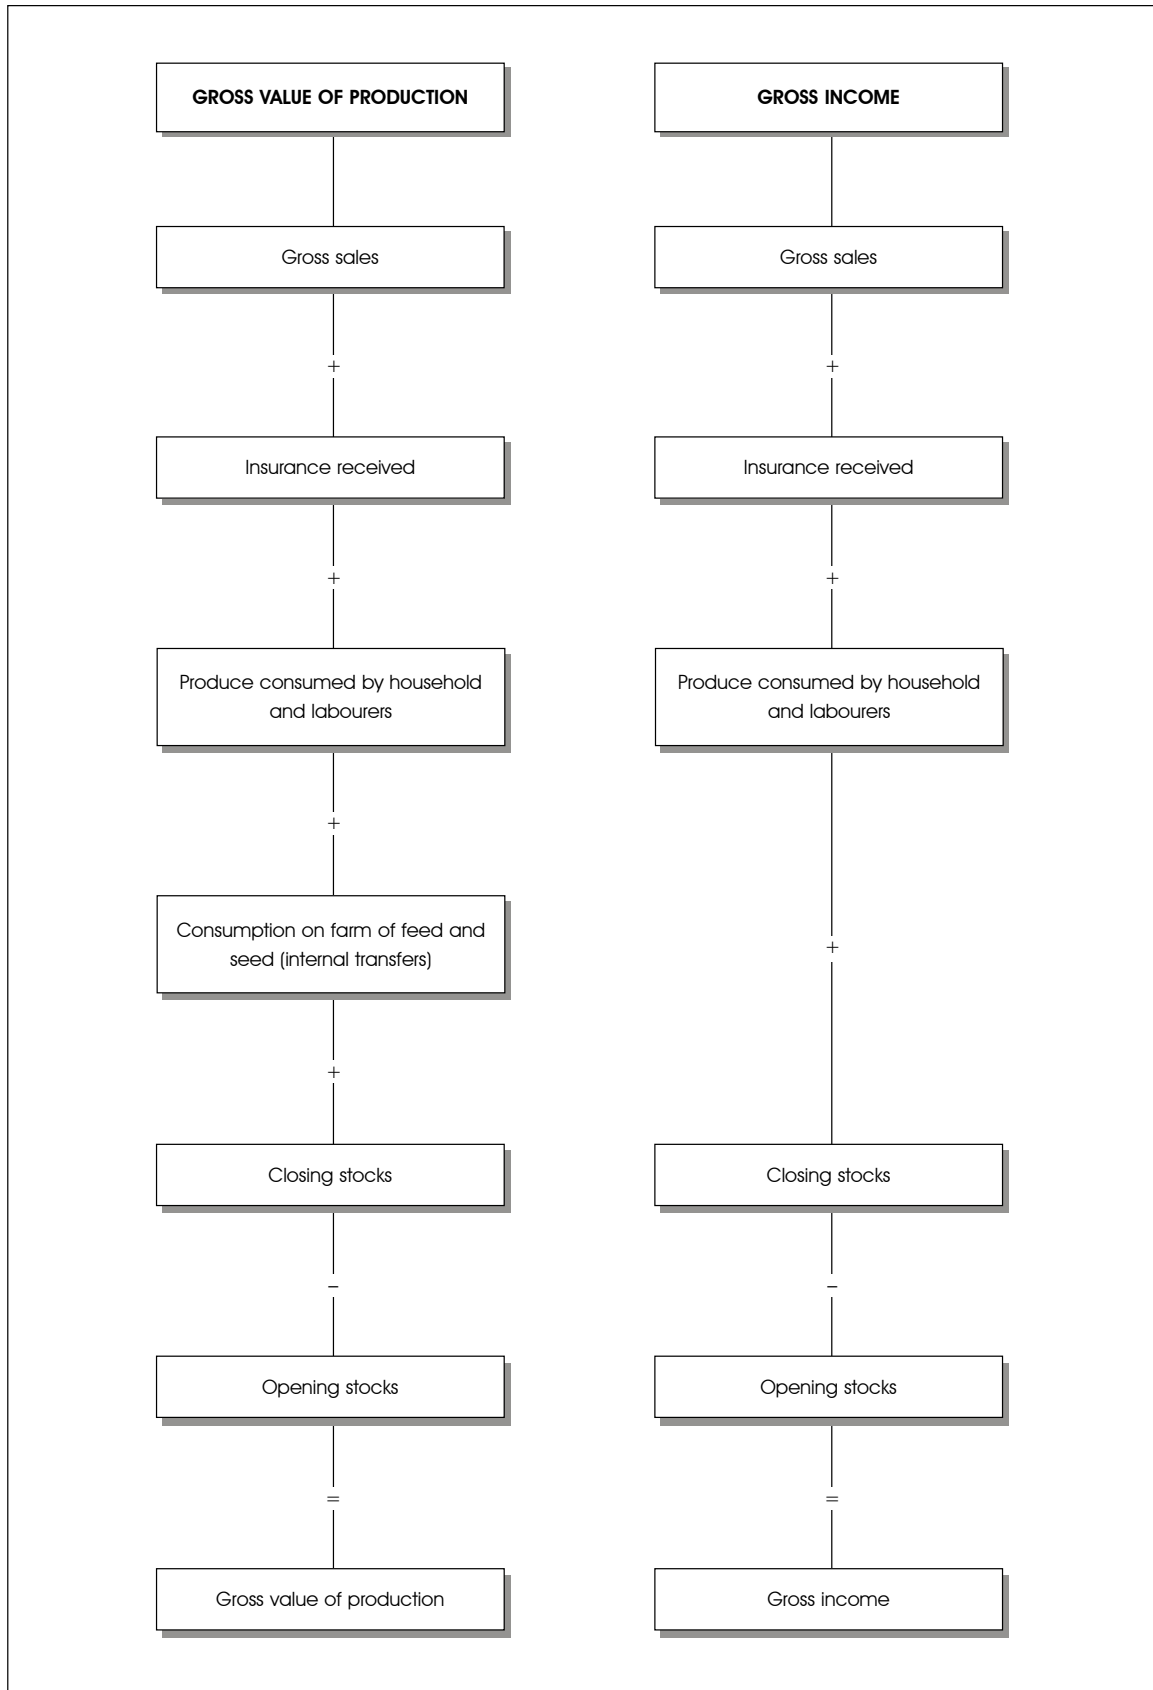 GROSS VALUE OF PRODUCTION
Gross sales
+
Insurance received
+
Produce consumed by household
and labourers
+
Consumption on farm of feed and
seed (internal transfers)
+
Closing stocks
−
Opening stocks
=
Gross value of production
GROSS INCOME
Gross sales
+
Insurance received
+
Produce consumed by household
and labourers
+
Closing stocks
−
Opening stocks
=
Gross income